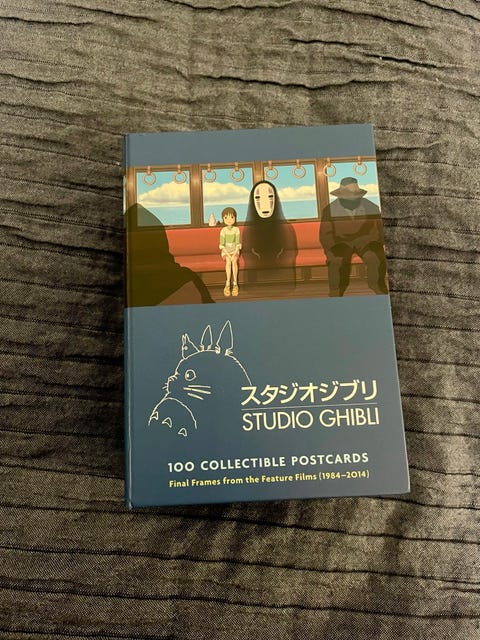 スタジオジブリ
STUDIO GHIBLI
100 COLLECTIBLE POSTCARDS
Final Frames from the Feature Films (1984–2014)